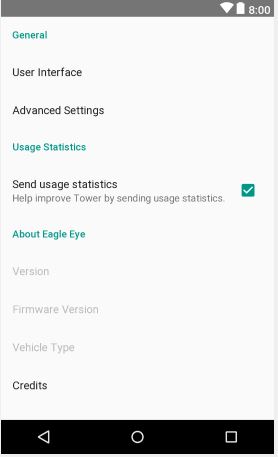 8:00
General
User Interface
Advanced Settings
Usage Statistics
Send usage statistics
Help improve Tower by sending usage statistics.
About Eagle Eye
Version
Firmware Version
Vehicle Type
Credits